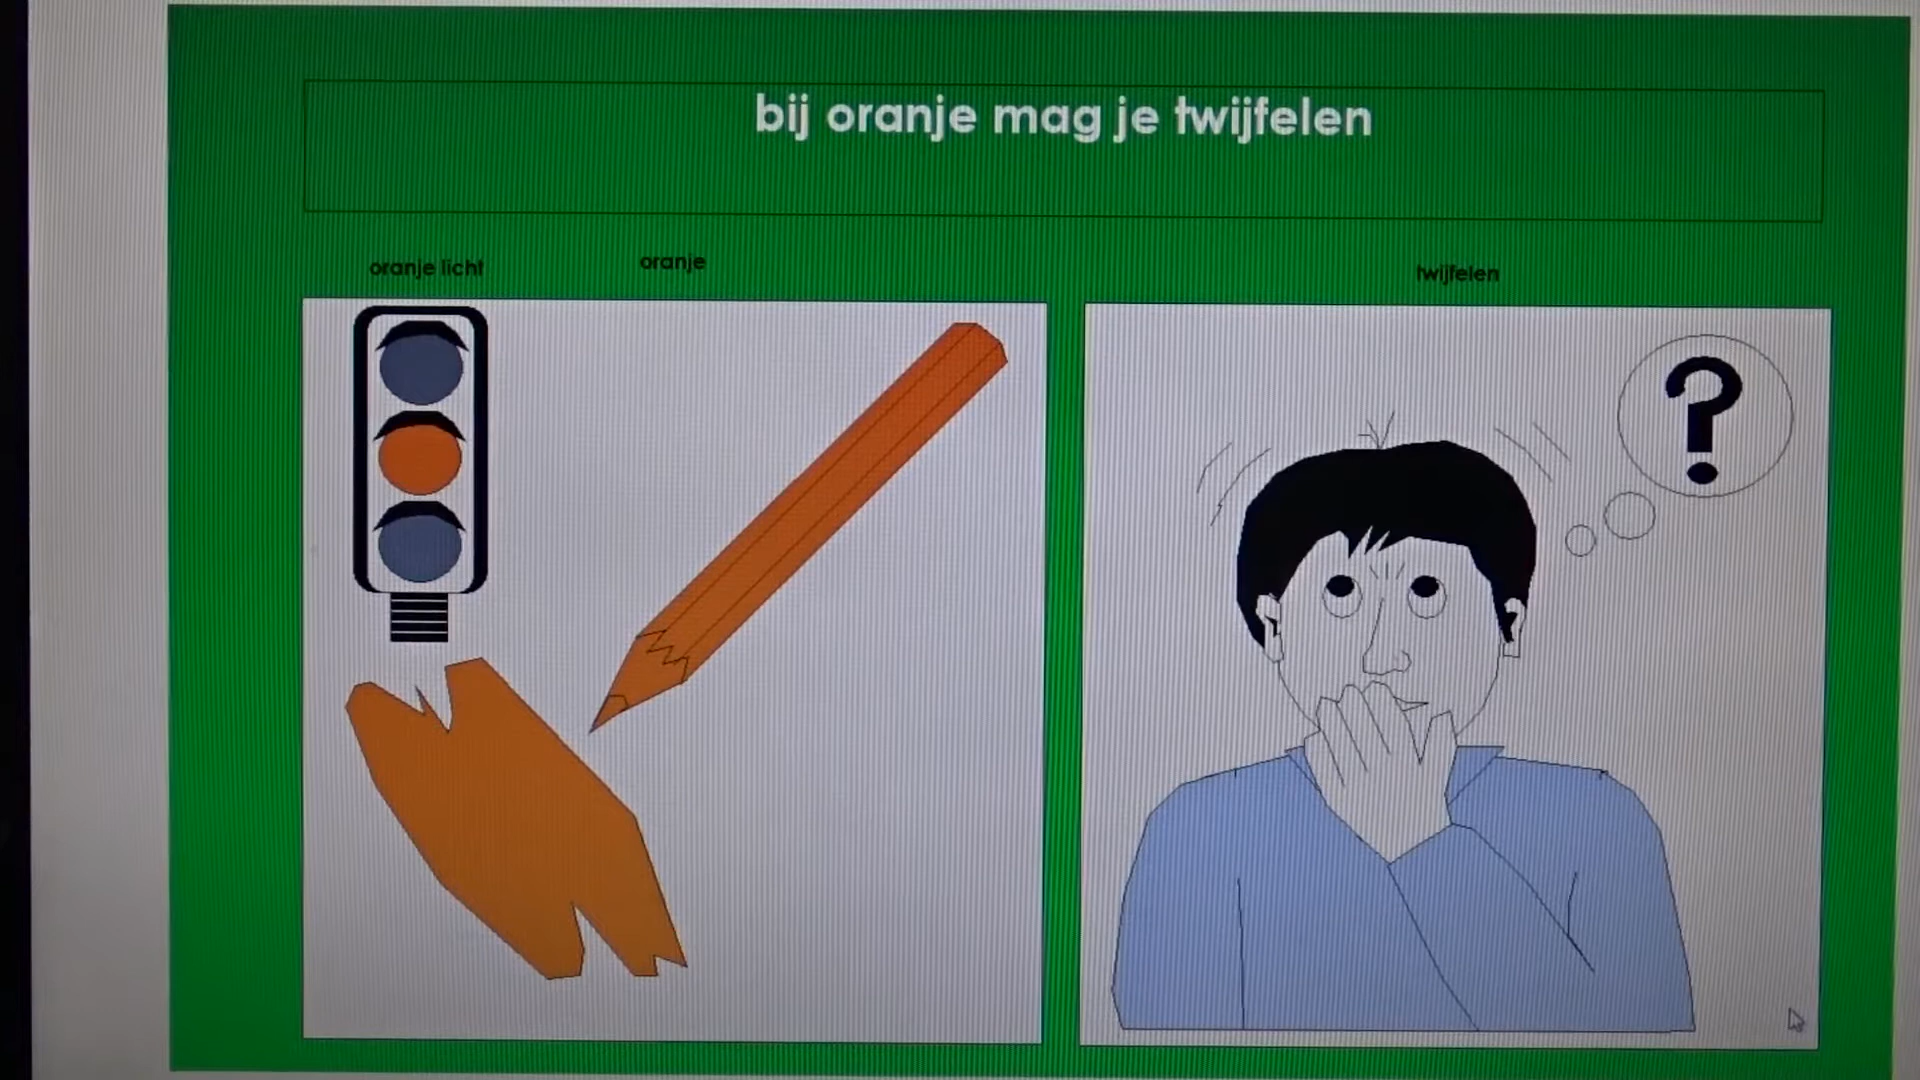 bij oranje mag je twijfelen
oranje licht
oranje
twijfelen
?